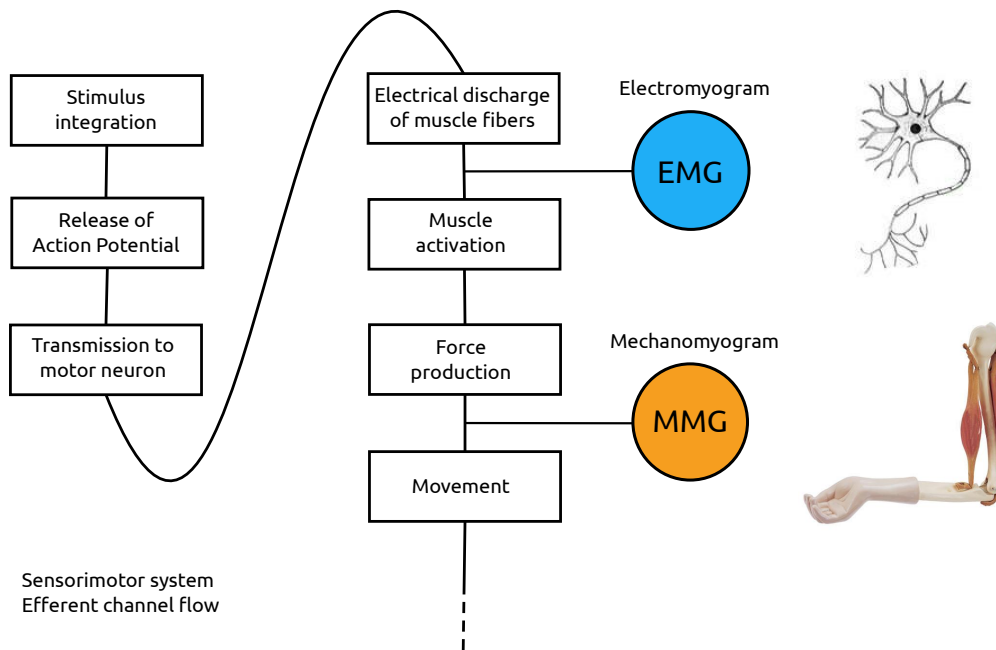 Stimulus
integration
Release of
Action Potential
Transmission to
motor neuron
Electrical discharge
of muscle fibers
Muscle
activation
Force
production
Movement
Electromyogram
EMG
Mechanomyogram
MMG
Sensorimotor system
Efferent channel flow